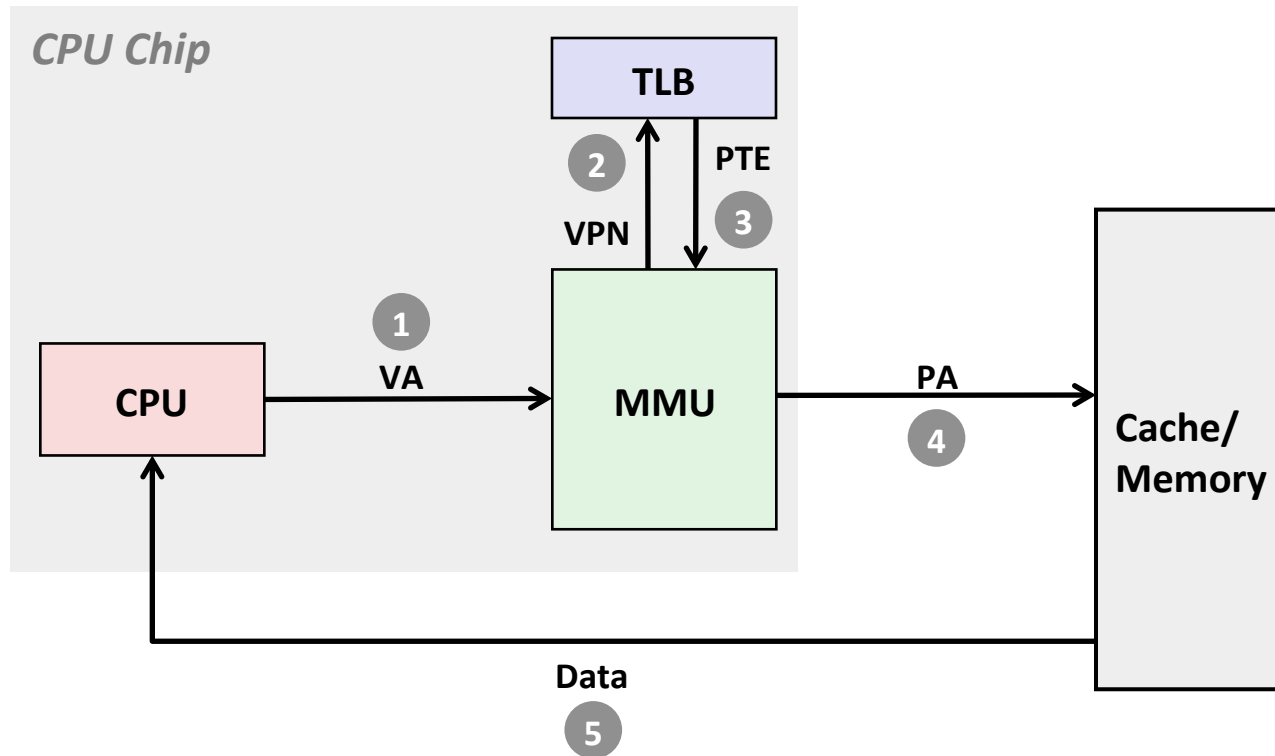 CPU Chip
TLB
2
PTE
3
VPN
1
VA
CPU
MMU
PA
4
Cache/
Memory
Data
5